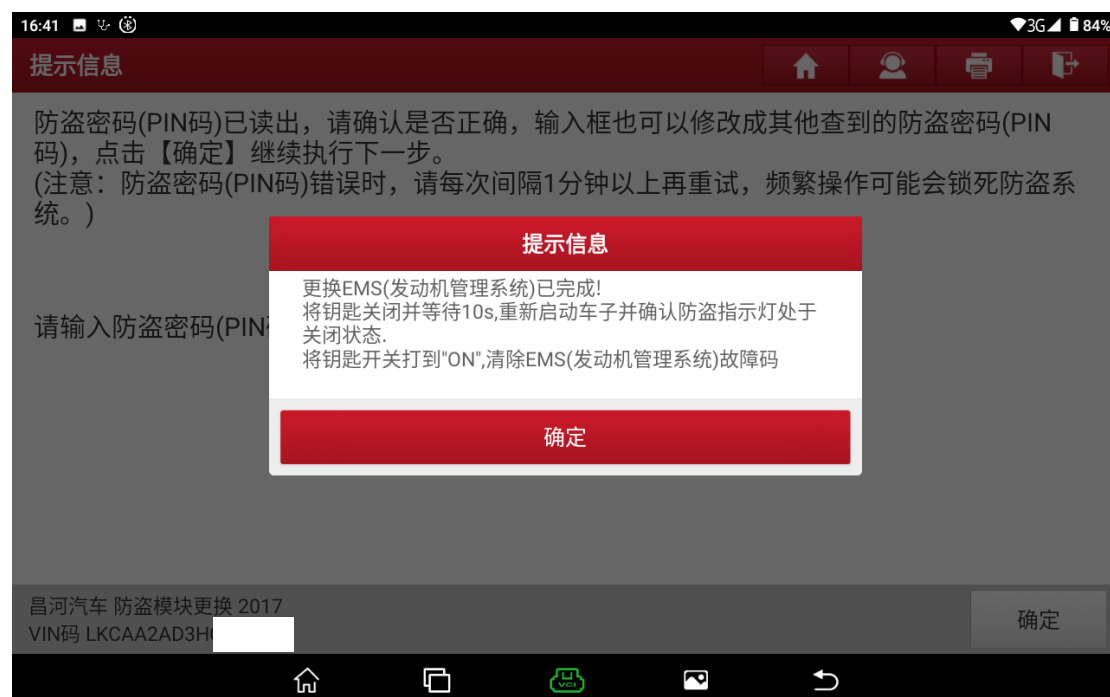 16:41
3G 84%
提示信息
防盗密码(PIN码)已读出，请确认是否正确，输入框也可以修改成其他查到的防盗密码(PIN
码)，点击【确定】继续执行下一步。
(注意：防盗密码(PIN码)错误时，请每次间隔1分钟以上再重试，频繁操作可能会锁死防盗系
统。)
提示信息
更换EMS(发动机管理系统)已完成!
将钥匙关闭并等待10s,重新启动车子并确认防盗指示灯处于
关闭状态.
将钥匙开关打到"ON",清除EMS(发动机管理系统)故障码
请输入防盗密码(PIN
确定
昌河汽车 防盗模块更换 2017
VIN码 LKCAA2AD3H
确定
VCI